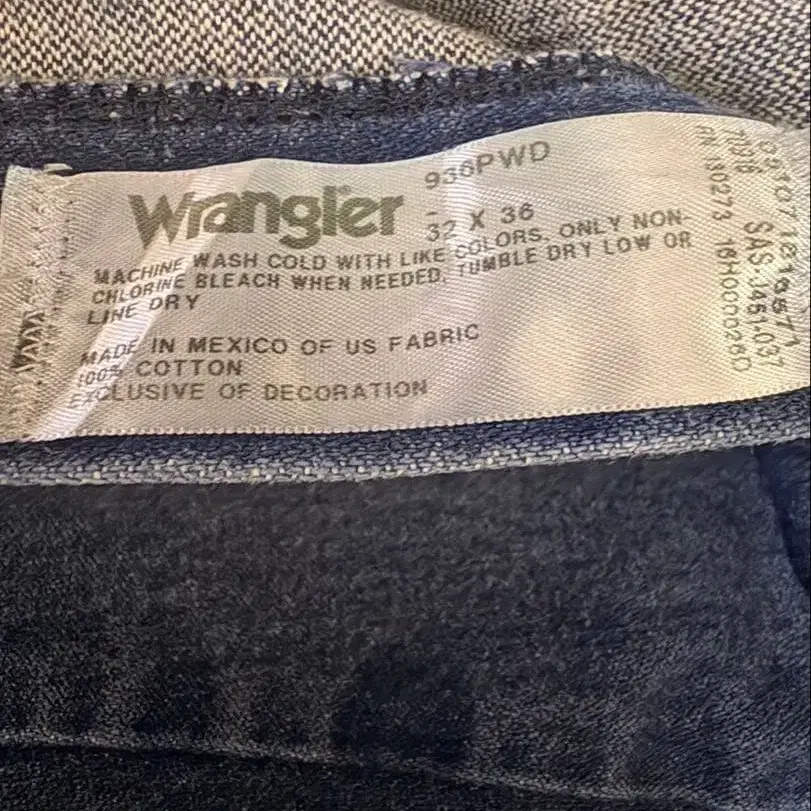 936PWD
Wrangler
32 X 36
MACHINE WASH COLD WITH LIKE COLORS. ONLY NON-
CHLORINE BLEACH WHEN NEEDED, TUMBLE DRY LOW OR
LINE DRY
MADE IN MEXICO OF US FABRIC
100% COTTON
EXCLUSIVE OF DECORATION
SAS: